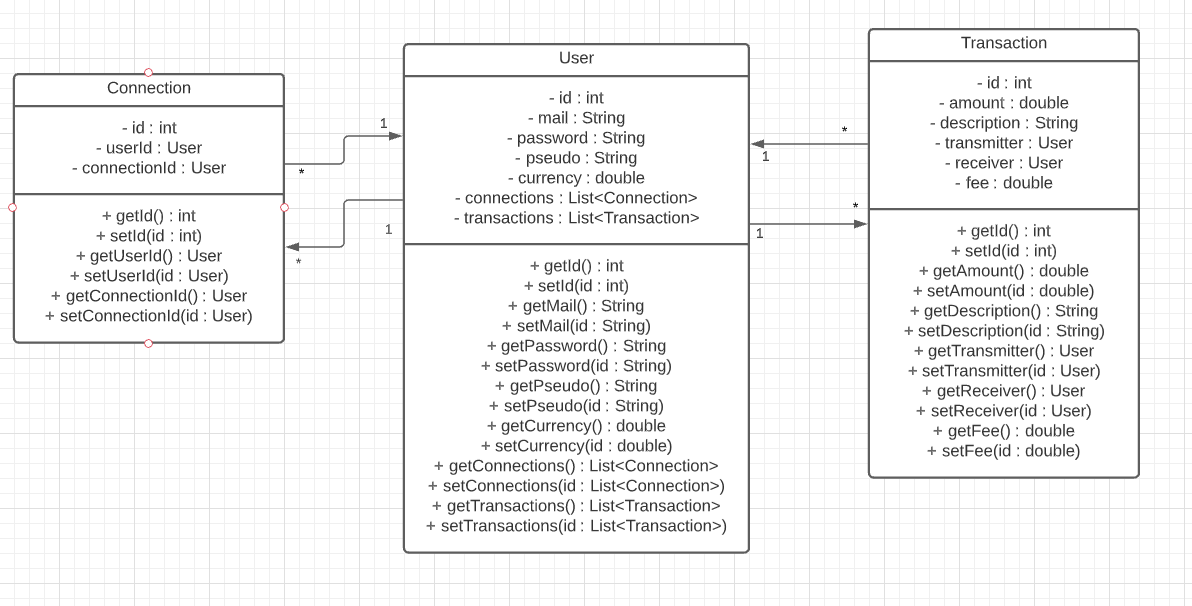 Connection
- id : int
- userId : User
- connectionId : User
+ getId() : int
+ setId(id : int)
+ getUserId() : User
+ setUserId(id : User)
+ getConnectionId() : User
+ setConnectionId(id : User)
1
*
1
*
User
- id : int
- mail : String
- password : String
- pseudo : String
- currency : double
- connections : List<Connection>
- transactions : List<Transaction>
+ getId() : int
+ setId(id : int)
+ getMail() : String
+ setMail(id : String)
+ getPassword() : String
+ setPassword(id : String)
+ getPseudo() : String
+ setPseudo(id : String)
+ getCurrency() : double
+ setCurrency(id : double)
+ getConnections() : List<Connection>
+ setConnections(id : List<Connection>)
+ getTransactions() : List<Transaction>
+ setTransactions(id : List<Transaction>)
*
1
*
1
Transaction
- id : int
- amount : double
- description : String
- transmitter : User
- receiver : User
- fee : double
+ getId() : int
+ setId(id : int)
+ getAmount() : double
+ setAmount(id : double)
+ getDescription() : String
+ setDescription(id : String)
+ getTransmitter() : User
+ setTransmitter(id : User)
+ getReceiver() : User
+ setReceiver(id : User)
+ getFee() : double
+ setFee(id : double)